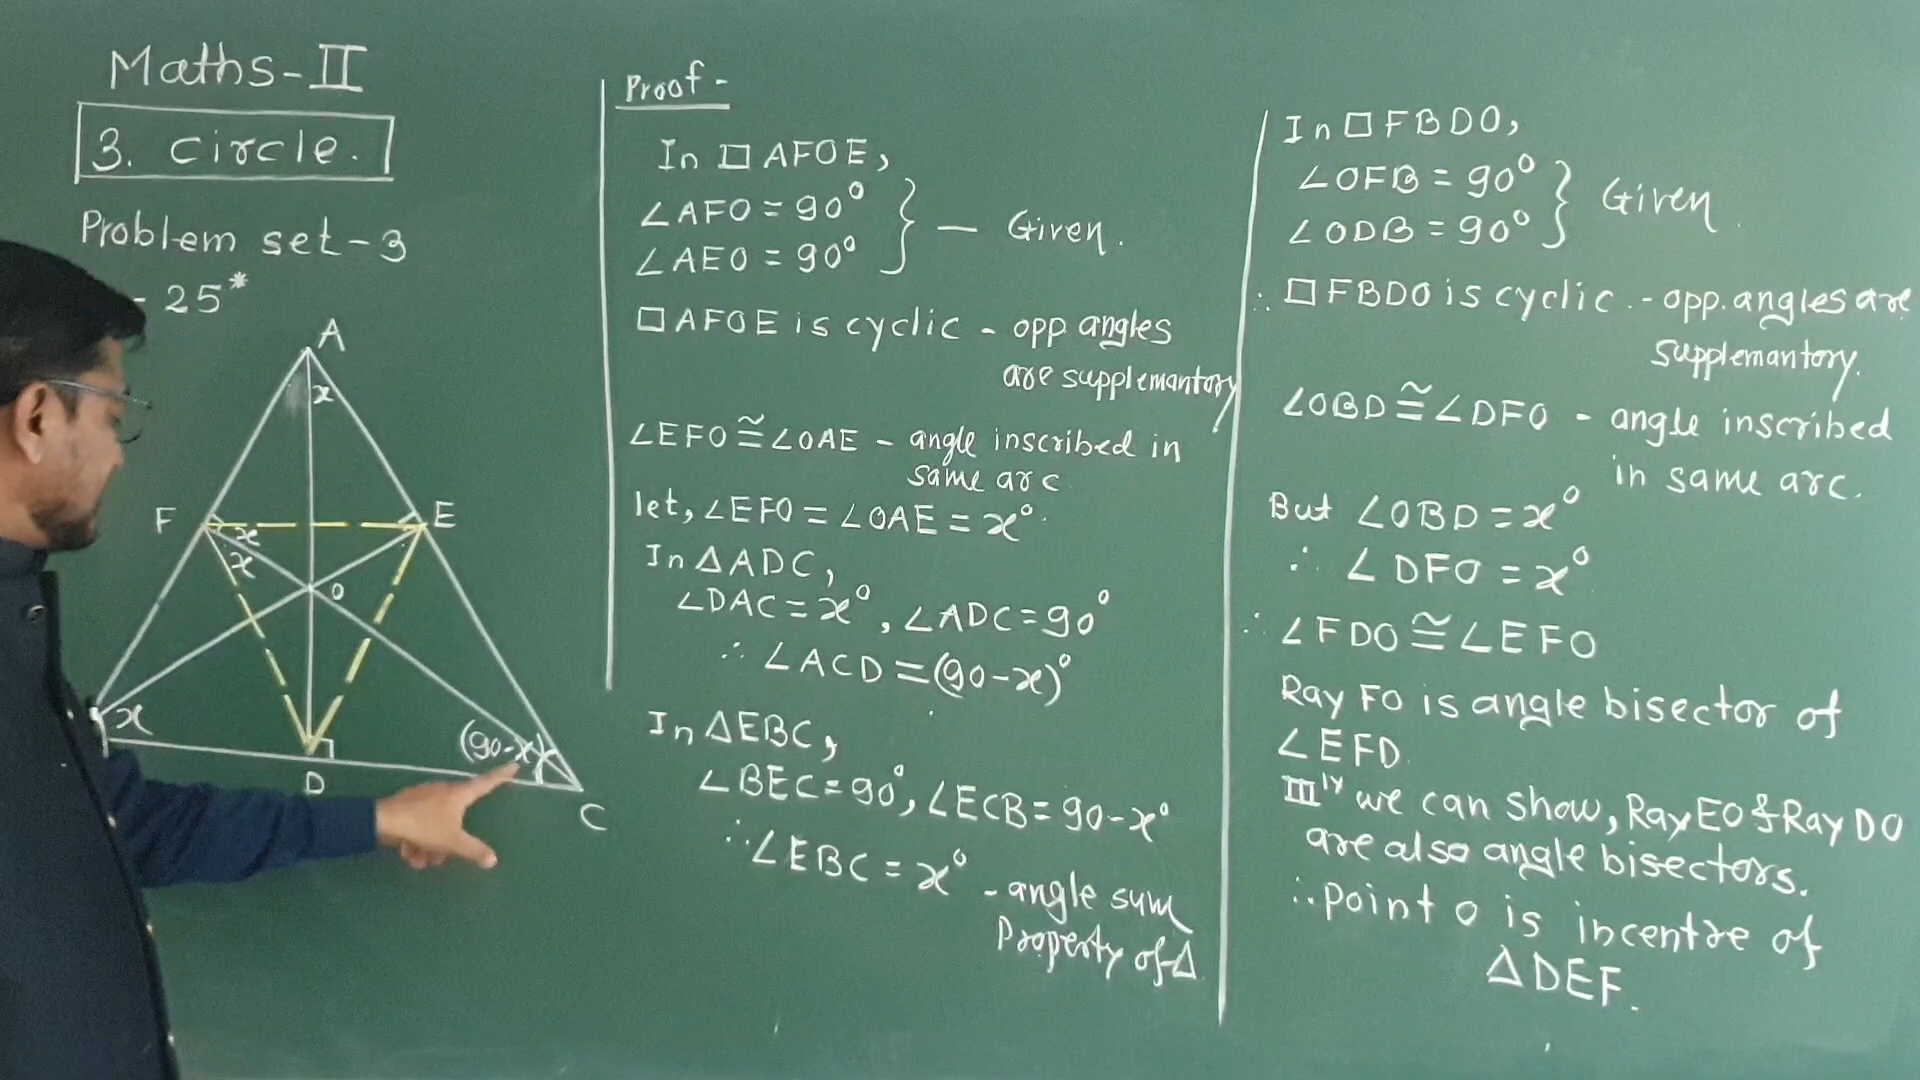 Maths-II
3. Circle.
Problem set-3
- 25*
A
x
F
E
x
x
O
x
(90-x)
D
C
Proof -
In □ AFOE,
∠AFO = 90°
∠AEO = 90°
} — Given.
□ AFOE is cyclic - opp angles
are supplemantory
∠EFO ≅ ∠OAE - angle inscribed in
same arc
let, ∠EFO = ∠OAE = x°.
In ΔADC,
∠DAC = x°, ∠ADC = 90°
∴ ∠ACD = (90-x)°
In ΔEBC,
∠BEC = 90°, ∠ECB = 90-x°
∴ ∠EBC = x° - angle sum
Property of Δ.
In □ FBDO,
∠OFB = 90°
∠ODB = 90°
} Given.
∴ □ FBDO is cyclic. - opp. angles are
supplemantory.
∠OBD ≅ ∠DFO - angle inscribed
in same arc.
But ∠OBD = x°
∴ ∠DFO = x°
∴ ∠FDO ≅ ∠EFO
Ray FO is angle bisector of
∠EFD.
IIIly we can show, Ray EO & Ray DO
are also angle bisectors.
∴ point O is incentre of
ΔDEF.